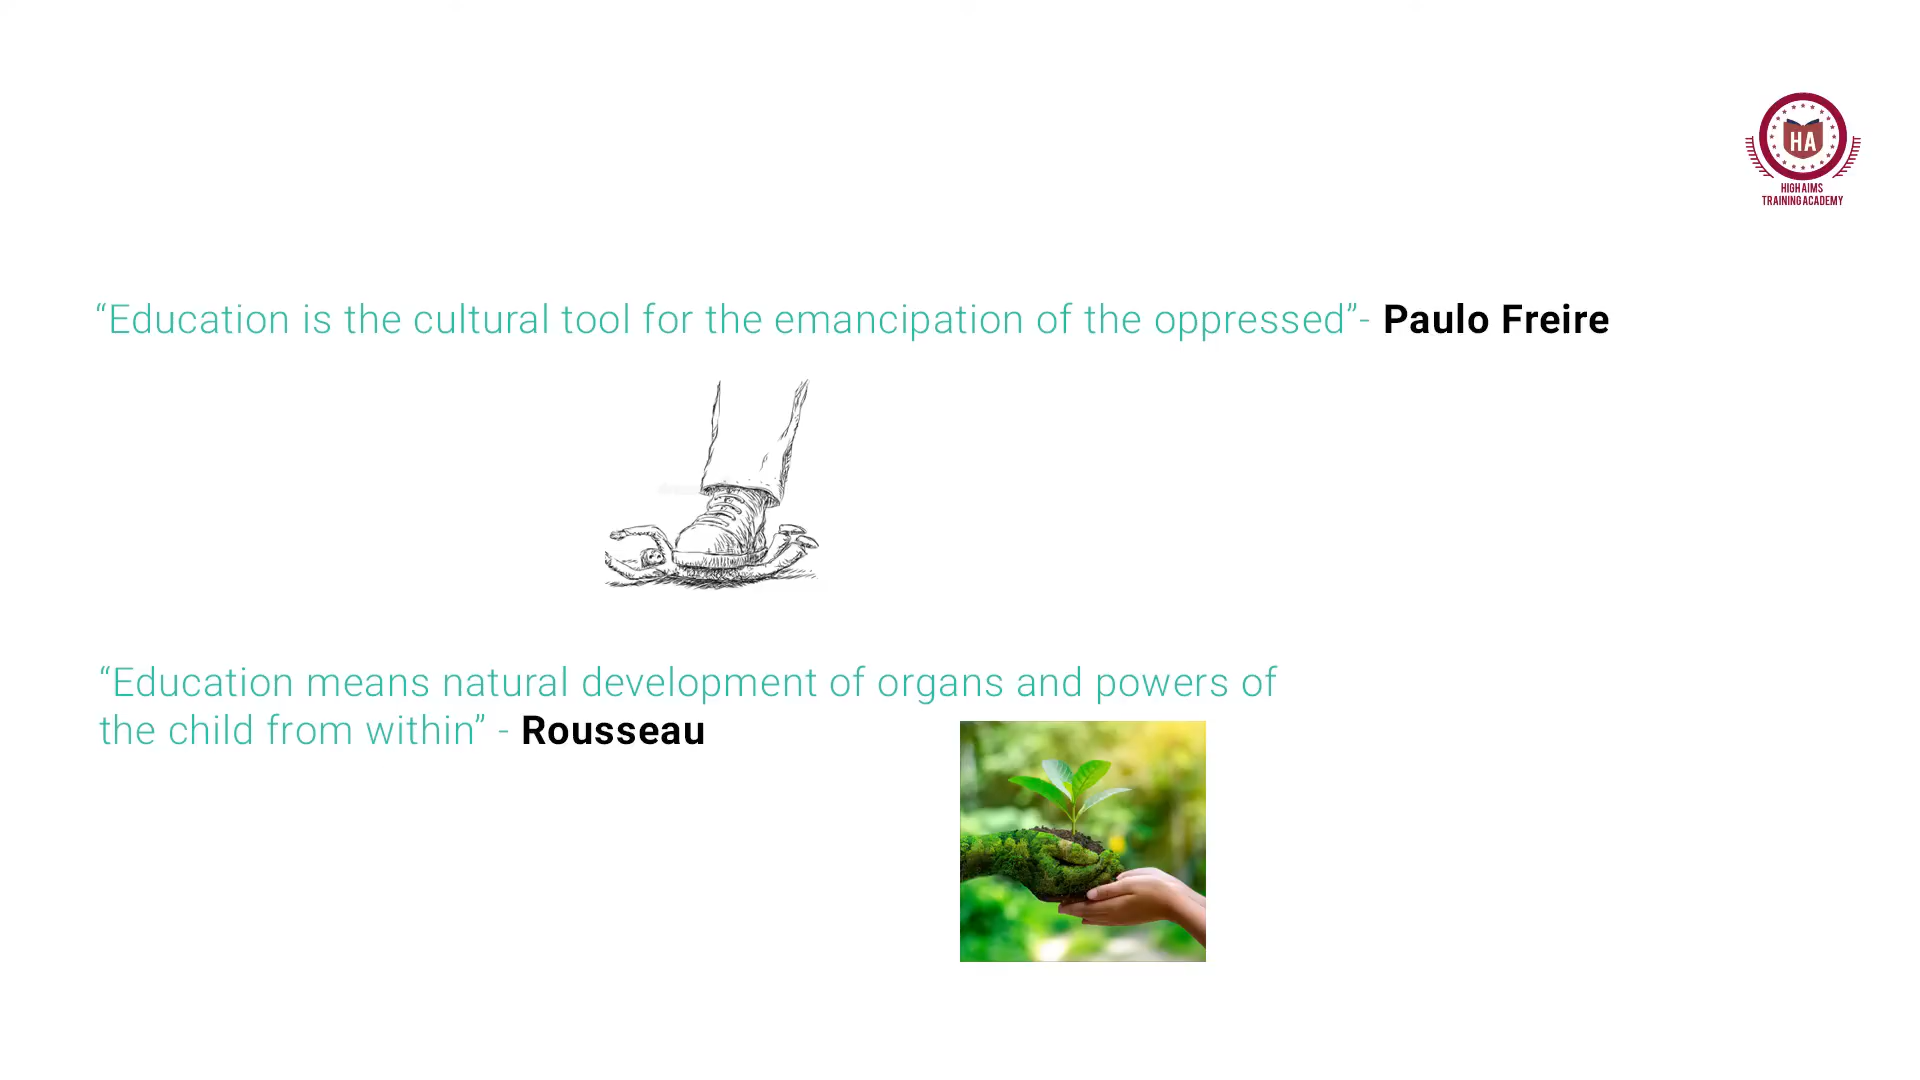 HA
HIGH AIMS
TRAINING ACADEMY
“Education is the cultural tool for the emancipation of the oppressed”- Paulo Freire
“Education means natural development of organs and powers of
the child from within” - Rousseau